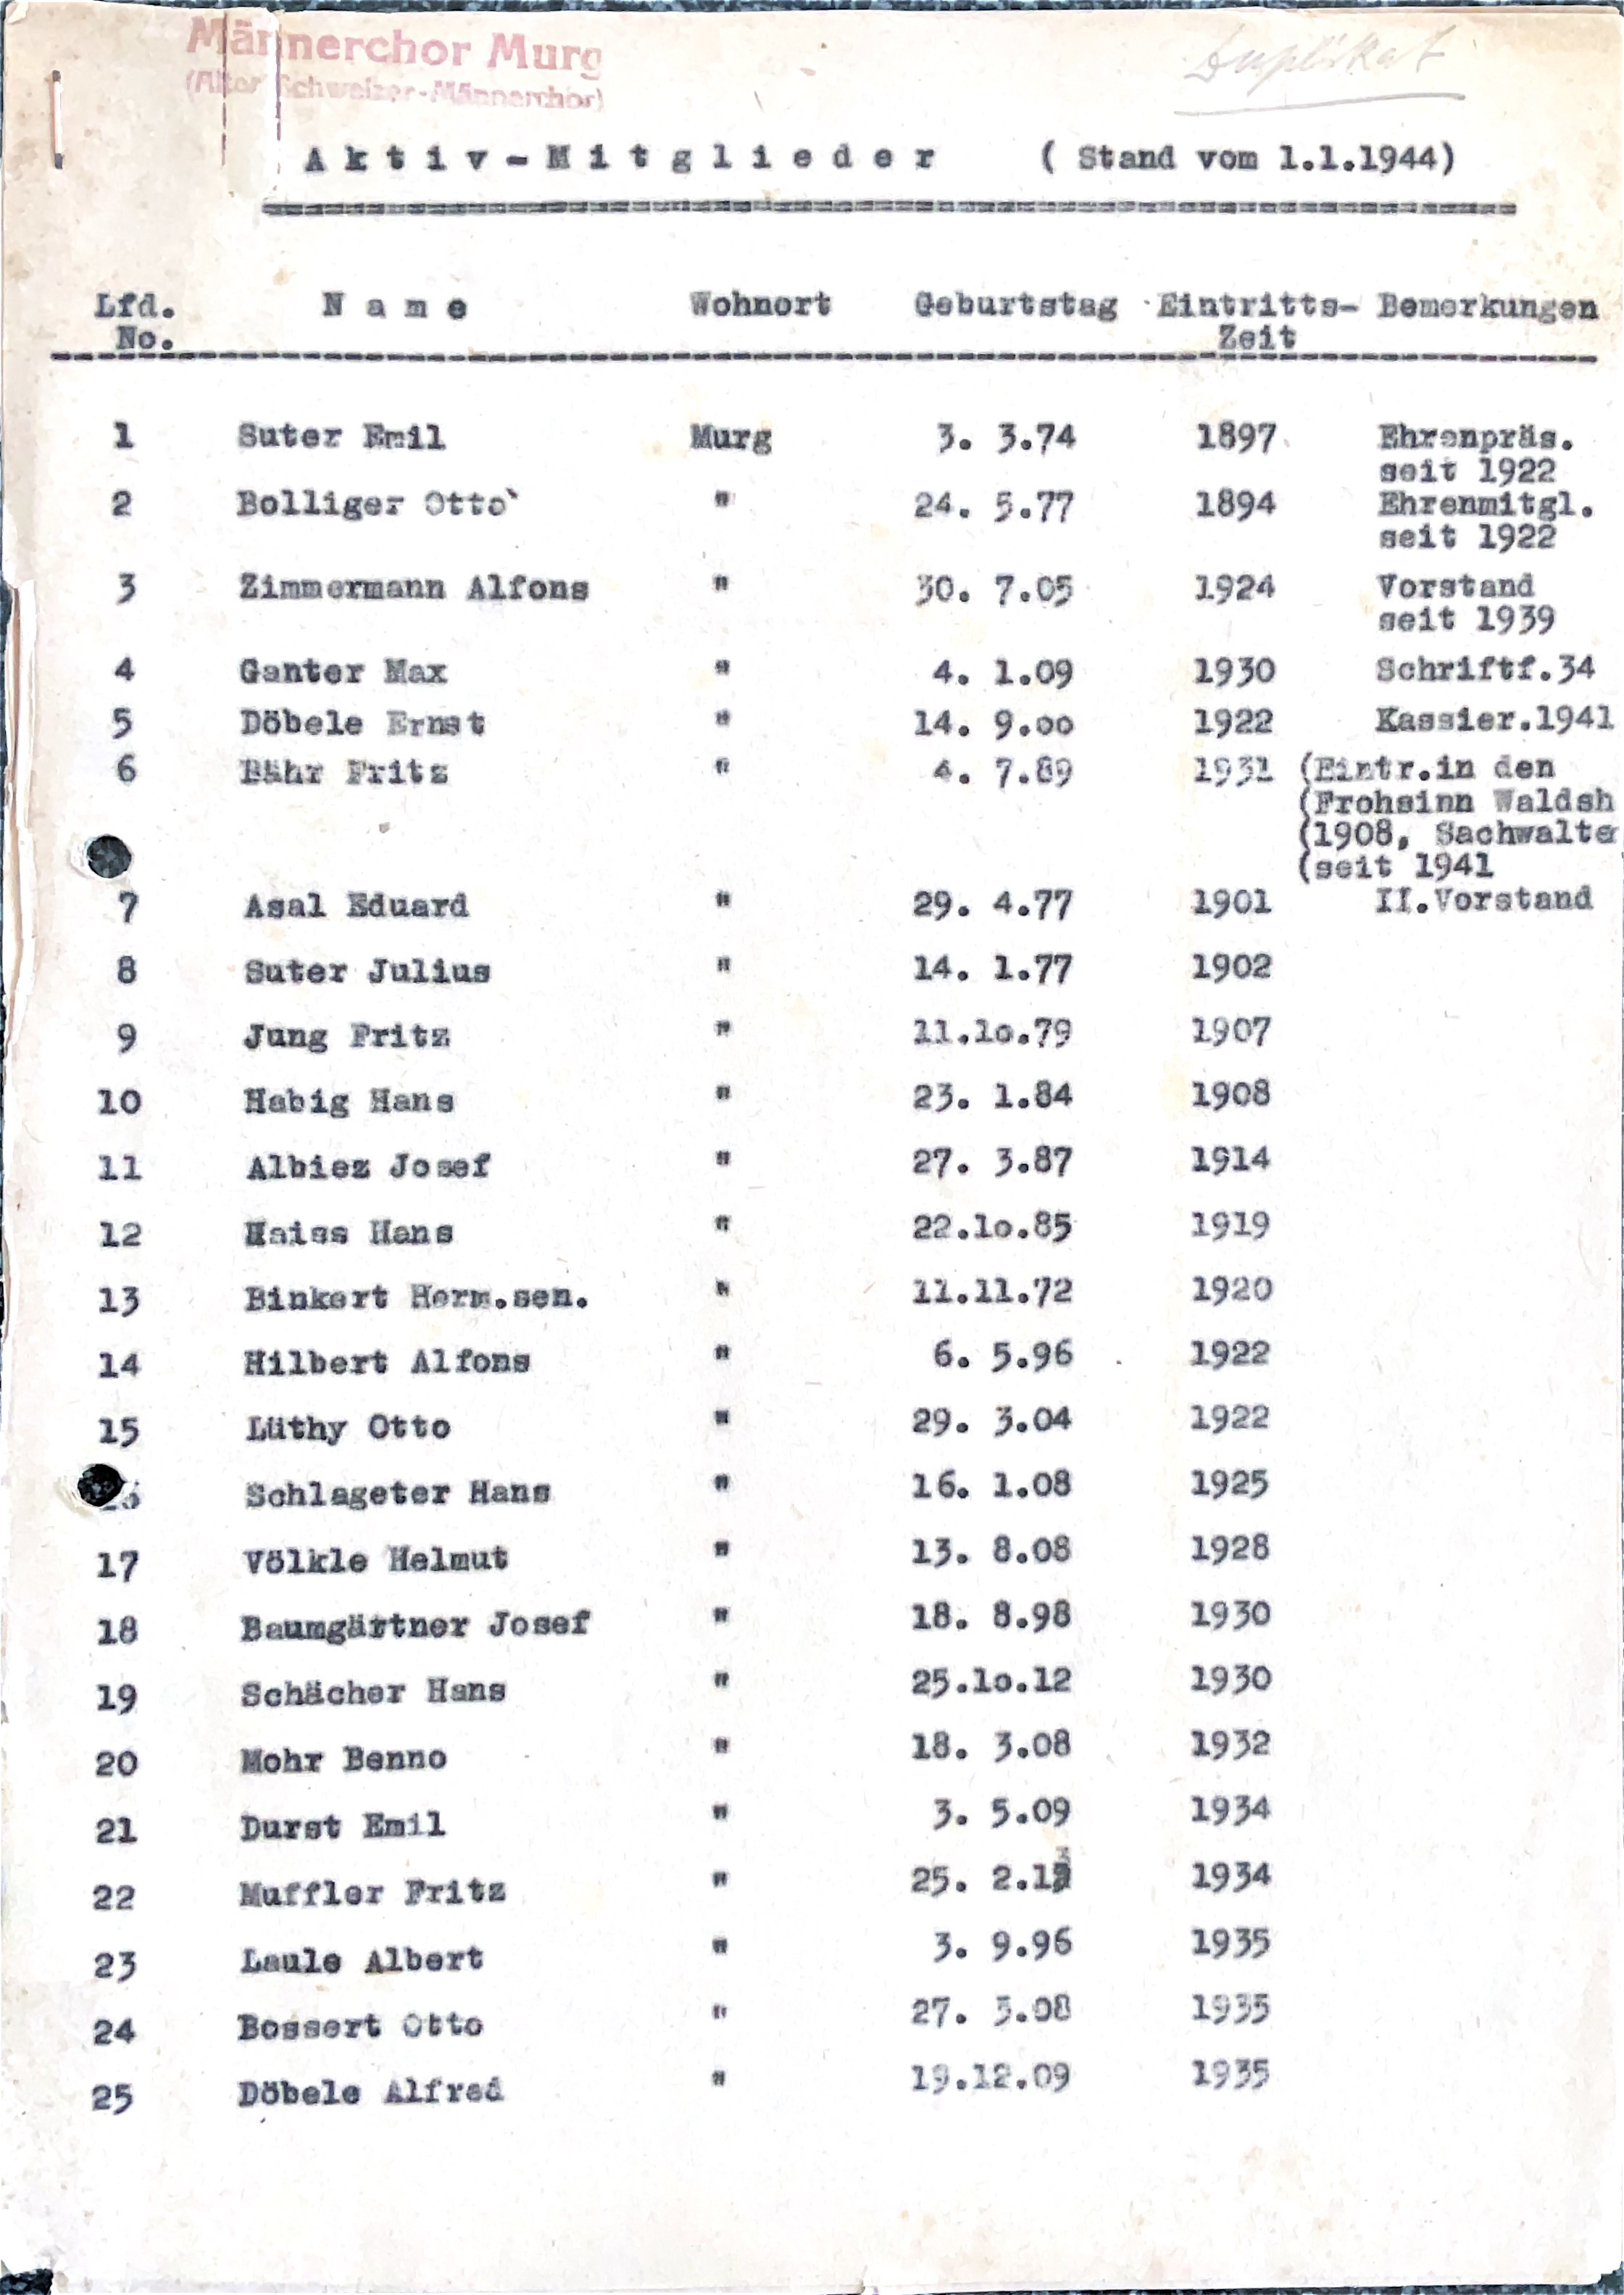 Männerchor Murg
(Alter Schweizer-Männerchor)
Duplikat
Aktiv-Mitglieder (Stand vom 1.1.1944)
Lfd. Name Wohnort Geburtstag Eintritts- Bemerkungen
No. Zeit
1 Suter Emil Murg 3. 3.74 1897 Ehrenpräs.
seit 1922
2 Bolliger Otto " 24. 5.77 1894 Ehrenmitgl.
seit 1922
3 Zimmermann Alfons " 30. 7.05 1924 Vorstand
seit 1939
4 Ganter Max " 4. 1.09 1930 Schriftf.34
5 Döbele Ernst " 14. 9.oo 1922 Kassier.1941
6 Bähr Fritz " 4. 7.89 1931 (Eintr.in den
(Frohsinn Waldsh
(1908, Sachwalte
(seit 1941
7 Asal Eduard " 29. 4.77 1901 II.Vorstand
8 Suter Julius " 14. 1.77 1902
9 Jung Fritz " 11.1o.79 1907
10 Habig Hans " 23. 1.84 1908
11 Albiez Josef " 27. 3.87 1914
12 Haiss Hans " 22.1o.85 1919
13 Binkert Herm.sen. " 11.11.72 1920
14 Hilbert Alfons " 6. 5.96 1922
15 Lüthy Otto " 29. 3.04 1922
Schlageter Hans " 16. 1.08 1925
17 Völkle Helmut " 13. 8.08 1928
18 Baumgärtner Josef " 18. 8.98 1930
19 Schächer Hans " 25.1o.12 1930
20 Mohr Benno " 18. 3.08 1932
21 Durst Emil " 3. 5.09 1934
22 Muffler Fritz " 25. 2.13 1934
23 Laule Albert " 3. 9.96 1935
24 Bossert Otto " 27. 3.08 1935
25 Döbele Alfred " 19.12.09 1935